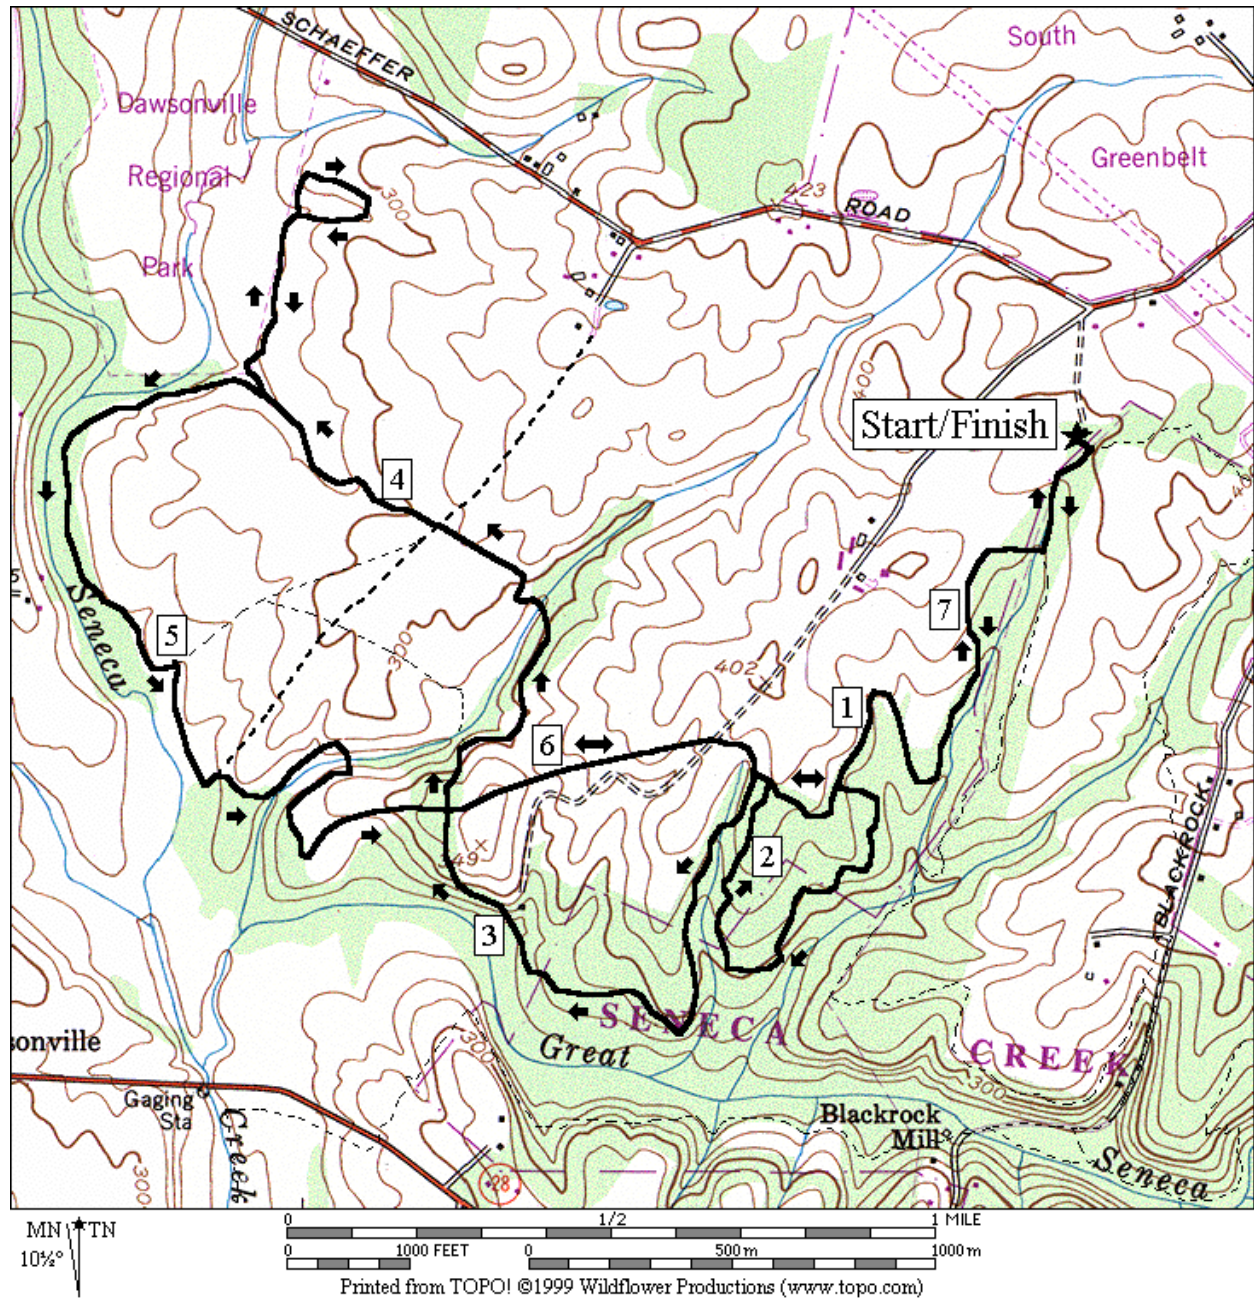 SCHAEFFER
South
Dawsonville
Greenbelt
Regional
300
423
ROAD
Park
400
Start/Finish
4
7
5
300
402
Seneca
1
6
2
349
BLACKROCK
3
SENECA
Great
CREEK
sonville
300
300
Gaging
Sta
Creek
Blackrock
Mill
Seneca
28
300
MN TN
10½°
0 1/2 1 MILE
0 1000 FEET 0 500 m 1000 m
Printed from TOPO! ©1999 Wildflower Productions (www.topo.com)